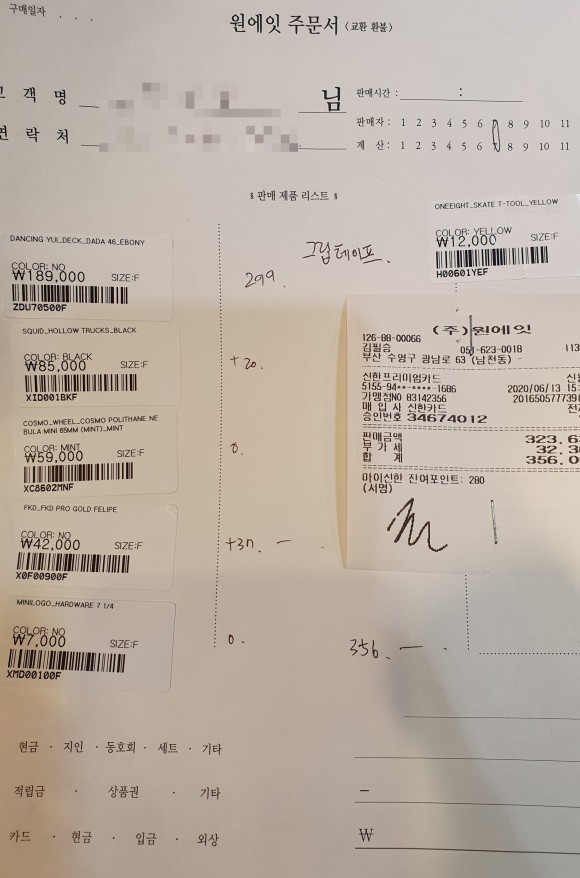 구매일자 . . .
원에잇 주문서 (교환 환불)
고 객 명 님
판매시간 : :
연 락 처
판매자 : 1 2 3 4 5 6 8 9 10 11
계 산 : 1 2 3 4 5 6 8 9 10 11
§ 판매 제품 리스트 §
ONEEIGHT_SKATE T-TOOL_YELLOW
COLOR: YELLOW
₩12,000 SIZE:F
H00601YEF
DANCING YUI_DECK_DADA 46_EBONY
COLOR: NO
₩189,000 SIZE:F
ZDU70500F
299.
그립테이프.
SQUID_HOLLOW TRUCKS_BLACK
COLOR: BLACK
₩85,000 SIZE:F
XID001BKF
+20.
COSMO_WHEEL_COSMO POLITHANE NE
BULA MINI 65MM (MINT)_MINT
COLOR: MINT
₩59,000 SIZE:F
XC8602MNF
0.
FKD_FKD PRO GOLD FELIPE
COLOR: NO
₩42,000 SIZE:F
X0F00900F
MINILOGO_HARDWARE 7 1/4
COLOR: NO
₩7,000 SIZE:F
XMD00100F
0.
(주)원에잇
126-88-00066
김필승 051-623-0018 113
부산 수영구 광남로 63 (남천동) -
신한프리미엄카드 신
5155-94**-****-1686 2020/06/13 15:
가맹점NO 83142356 201650577739
매 입 사 신한카드 전
승인번호 34674012
판매금액 323,6
부 가 세 32,3
합 계 356,0
마이신한 잔여포인트: 280
(서명)
356. —
현금 · 지인 · 동호회 · 세트 · 기타
적립금 · 상품권 · 기타 –
카드 · 현금 · 입금 · 외상 ₩